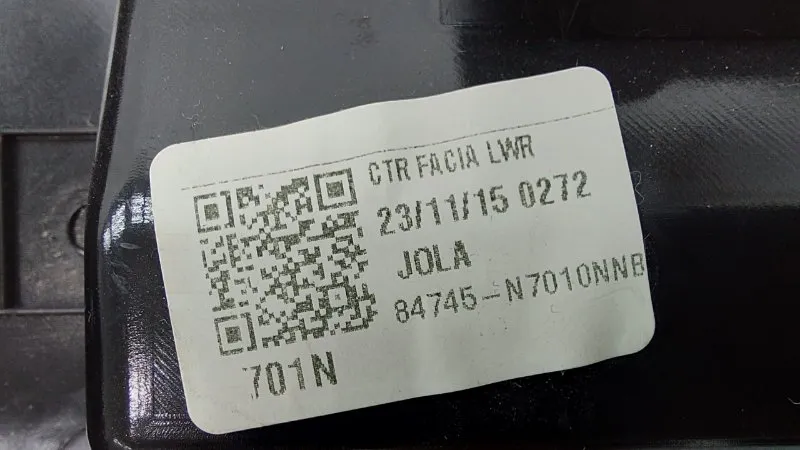 CTR FACIA LWR
23/11/15 0272
JOLA
84745-N7010NNB
701N